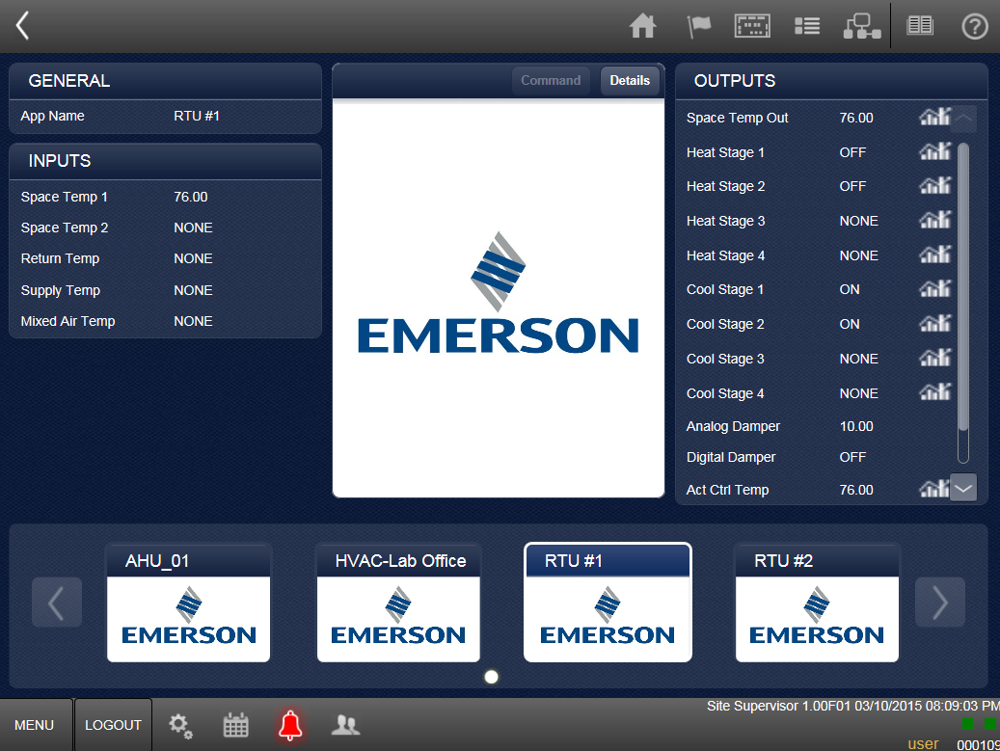 GENERAL
App Name RTU #1
INPUTS
Space Temp 1 76.00
Space Temp 2 NONE
Return Temp NONE
Supply Temp NONE
Mixed Air Temp NONE
Command Details
EMERSON
OUTPUTS
Space Temp Out 76.00
Heat Stage 1 OFF
Heat Stage 2 OFF
Heat Stage 3 NONE
Heat Stage 4 NONE
Cool Stage 1 ON
Cool Stage 2 ON
Cool Stage 3 NONE
Cool Stage 4 NONE
Analog Damper 10.00
Digital Damper OFF
Act Ctrl Temp 76.00
AHU_01
EMERSON
HVAC-Lab Office
EMERSON
RTU #1
EMERSON
RTU #2
EMERSON
MENU LOGOUT
Site Supervisor 1.00F01 03/10/2015 08:09:03 PM
user 000109